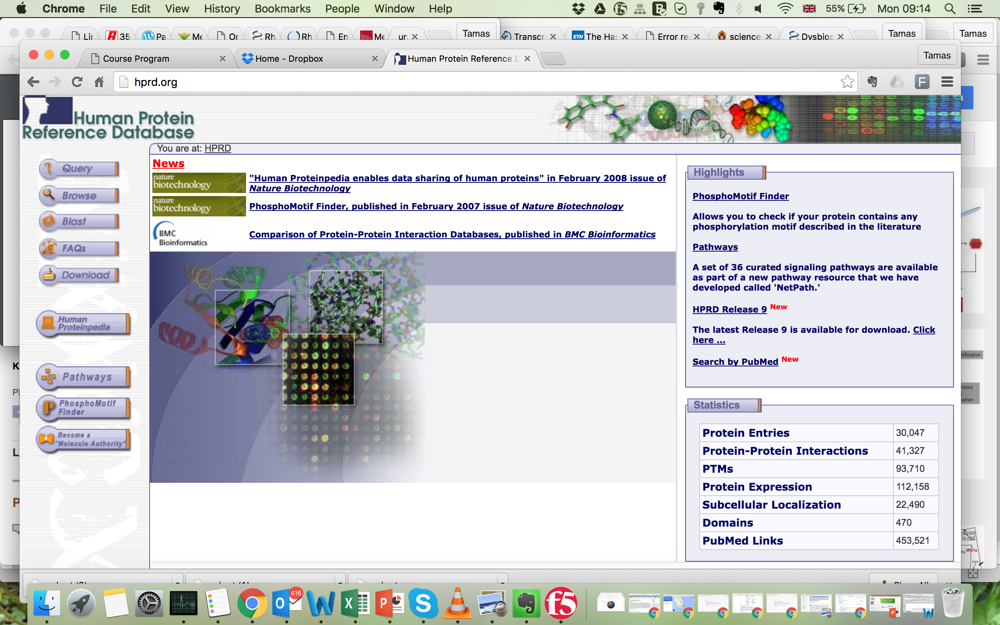 Chrome File Edit View History Bookmarks People Window Help 55% Mon 09:14
Lir 35 Pa Me Or Rh Rh En Me ur Tamas Transcr The Har Error re science Dysbios Tamas Tamas
Course Program Home - Dropbox Human Protein Reference D Tamas
hprd.org
Human Protein
Reference Database
You are at: HPRD
Query
Browse
Blast
FAQs
Download
Human
Proteinpedia
Pathways
PhosphoMotif
Finder
Become a
"Molecule Authority"
News
nature
biotechnology
"Human Proteinpedia enables data sharing of human proteins" in February 2008 issue of
Nature Biotechnology
nature
biotechnology
PhosphoMotif Finder, published in February 2007 issue of Nature Biotechnology
BMC
Bioinformatics
Comparison of Protein-Protein Interaction Databases, published in BMC Bioinformatics
Highlights
PhosphoMotif Finder
Allows you to check if your protein contains any
phosphorylation motif described in the literature
Pathways
A set of 36 curated signaling pathways are available
as part of a new pathway resource that we have
developed called 'NetPath.'
HPRD Release 9 New
The latest Release 9 is available for download. Click
here ...
Search by PubMed New
Statistics
Protein Entries 30,047
Protein-Protein Interactions 41,327
PTMs 93,710
Protein Expression 112,158
Subcellular Localization 22,490
Domains 470
PubMed Links 453,521
IRE1α
416